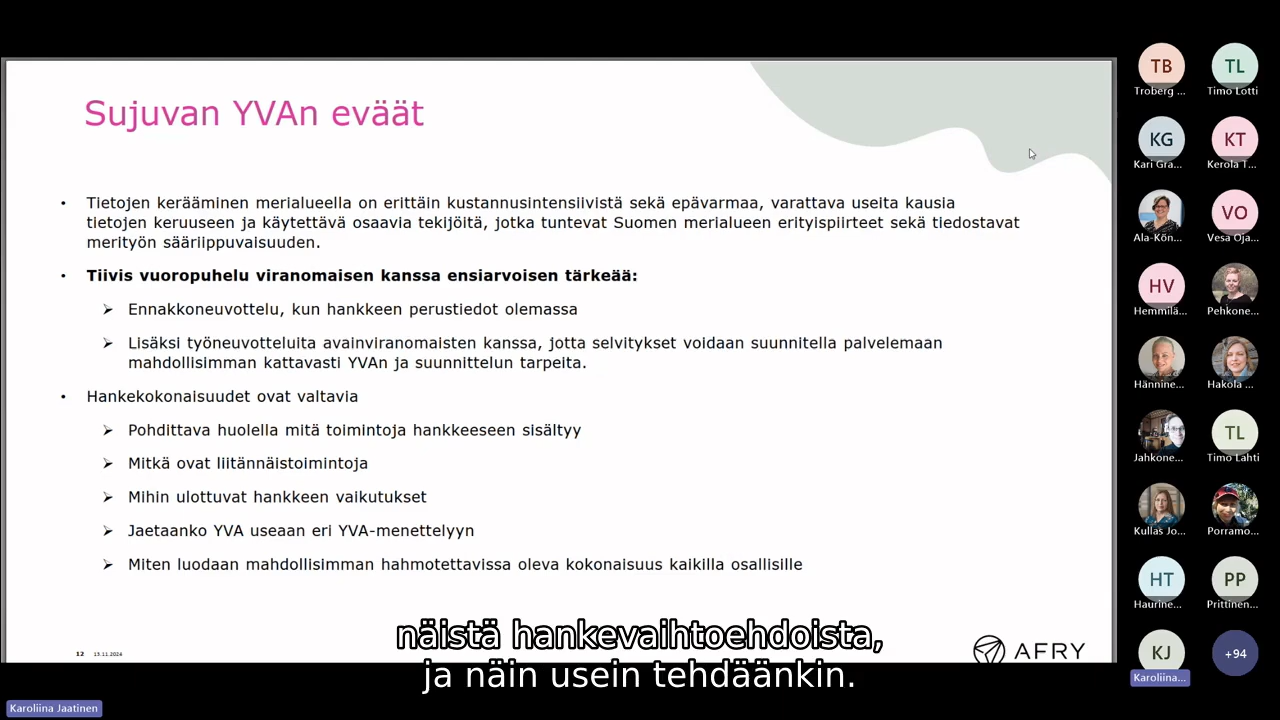 Sujuvan YVAn eväät
• Tietojen kerääminen merialueella on erittäin kustannusintensiivistä sekä epävarmaa, varattava useita kausia
tietojen keruuseen ja käytettävä osaavia tekijöitä, jotka tuntevat Suomen merialueen erityispiirteet sekä tiedostavat
merityön sääriippuvaisuuden.
• Tiivis vuoropuhelu viranomaisen kanssa ensiarvoisen tärkeää:
➢ Ennakkoneuvottelu, kun hankkeen perustiedot olemassa
➢ Lisäksi työneuvotteluita avainviranomaisten kanssa, jotta selvitykset voidaan suunnitella palvelemaan
mahdollisimman kattavasti YVAn ja suunnittelun tarpeita.
• Hankekokonaisuudet ovat valtavia
➢ Pohdittava huolella mitä toimintoja hankkeeseen sisältyy
➢ Mitkä ovat liitännäistoimintoja
➢ Mihin ulottuvat hankkeen vaikutukset
➢ Jaetaanko YVA useaan eri YVA-menettelyyn
➢ Miten luodaan mahdollisimman hahmotettavissa oleva kokonaisuus kaikilla osallisille
näistä hankevaihtoehdoista,
ja näin usein tehdäänkin.
12 13.11.2024
AFRY
Karoliina Jaatinen
TB TL
Troberg ... Timo Lotti
KG KT
Kari Gra... Kerola T...
VO
Ala-Kön... Vesa Oja...
HV
Hemmilä... Pehkone...
Hännine... Hakola ...
TL
Jahkone... Timo Lahti
Kullas Jo... Porramo...
HT PP
Haurine... Prittinen...
KJ +94
Karoliina...